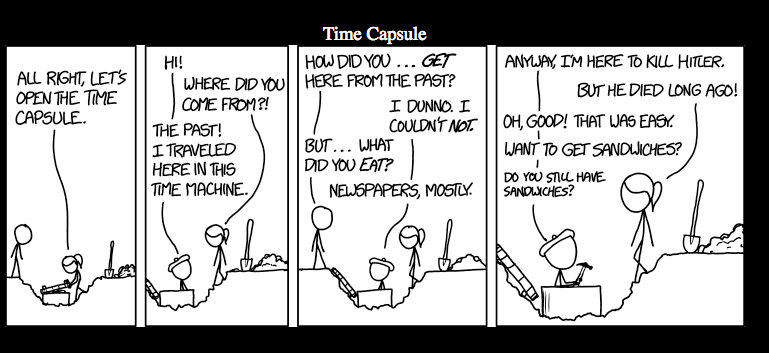 Time Capsule
ALL RIGHT, LET'S
OPEN THE TIME
CAPSULE.
HI!
WHERE DID YOU
COME FROM?!
THE PAST!
I TRAVELED
HERE IN THIS
TIME MACHINE.
HOW DID YOU ... GET
HERE FROM THE PAST?
I DUNNO. I
COULDN'T NOT.
BUT... WHAT
DID YOU EAT?
NEWSPAPERS, MOSTLY.
ANYWAY, I'M HERE TO KILL HITLER.
BUT HE DIED LONG AGO!
OH, GOOD! THAT WAS EASY.
WANT TO GET SANDWICHES?
DO YOU STILL HAVE
SANDWICHES?